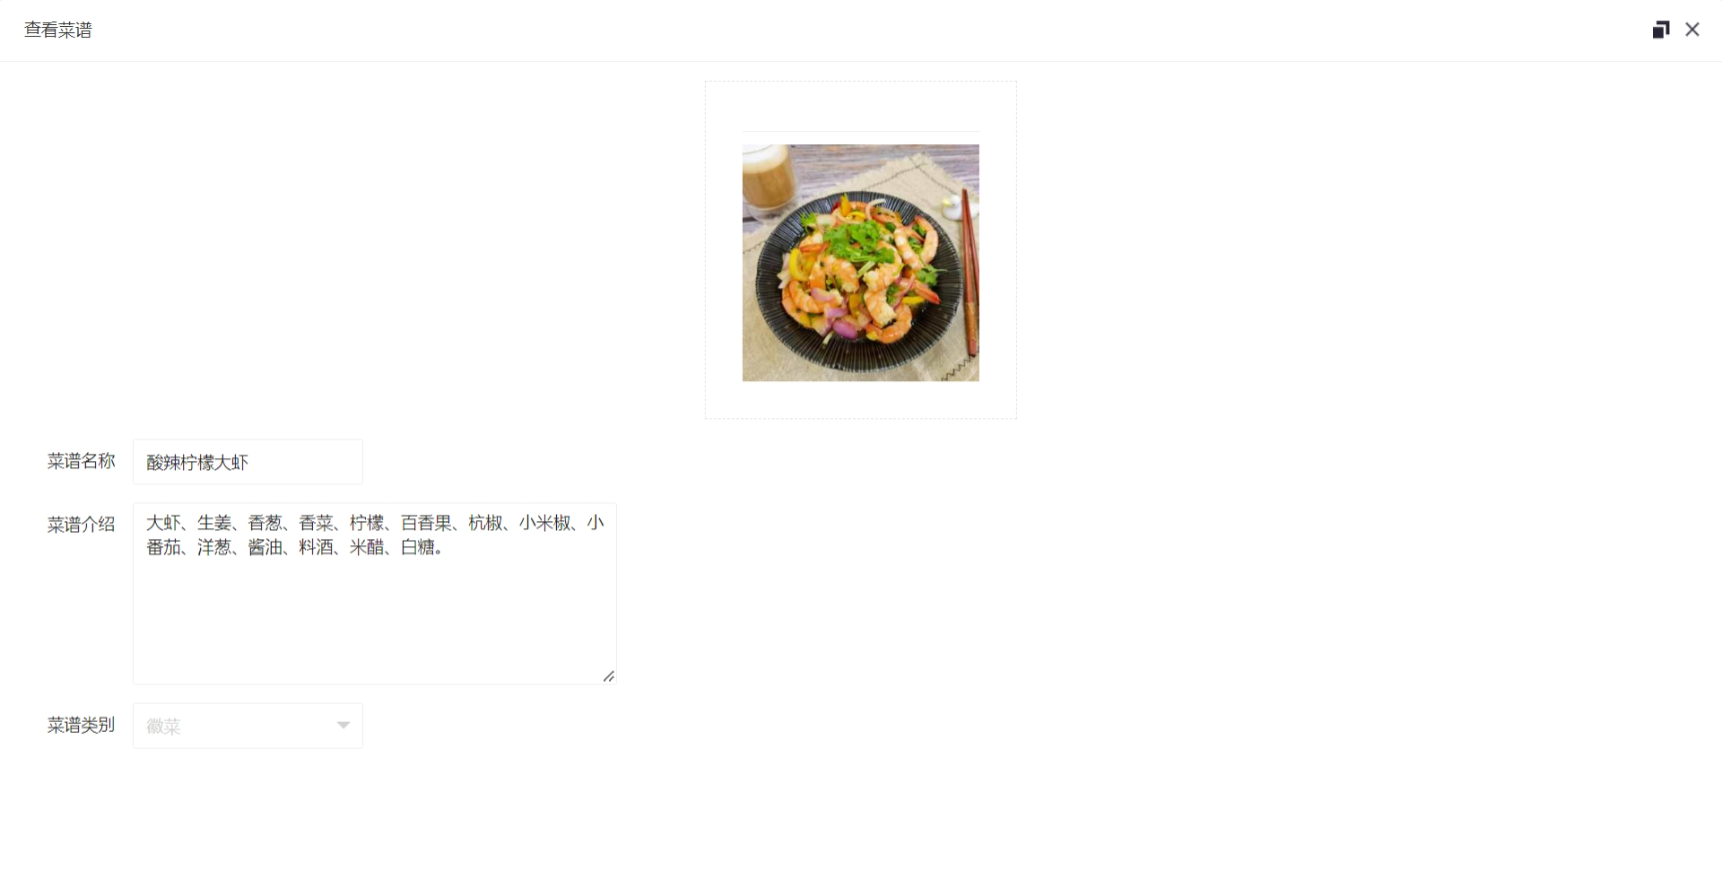 查看菜谱
菜谱名称
酸辣柠檬大虾
菜谱介绍
大虾、生姜、香葱、香菜、柠檬、百香果、杭椒、小米椒、小
番茄、洋葱、酱油、料酒、米醋、白糖。
菜谱类别
徽菜